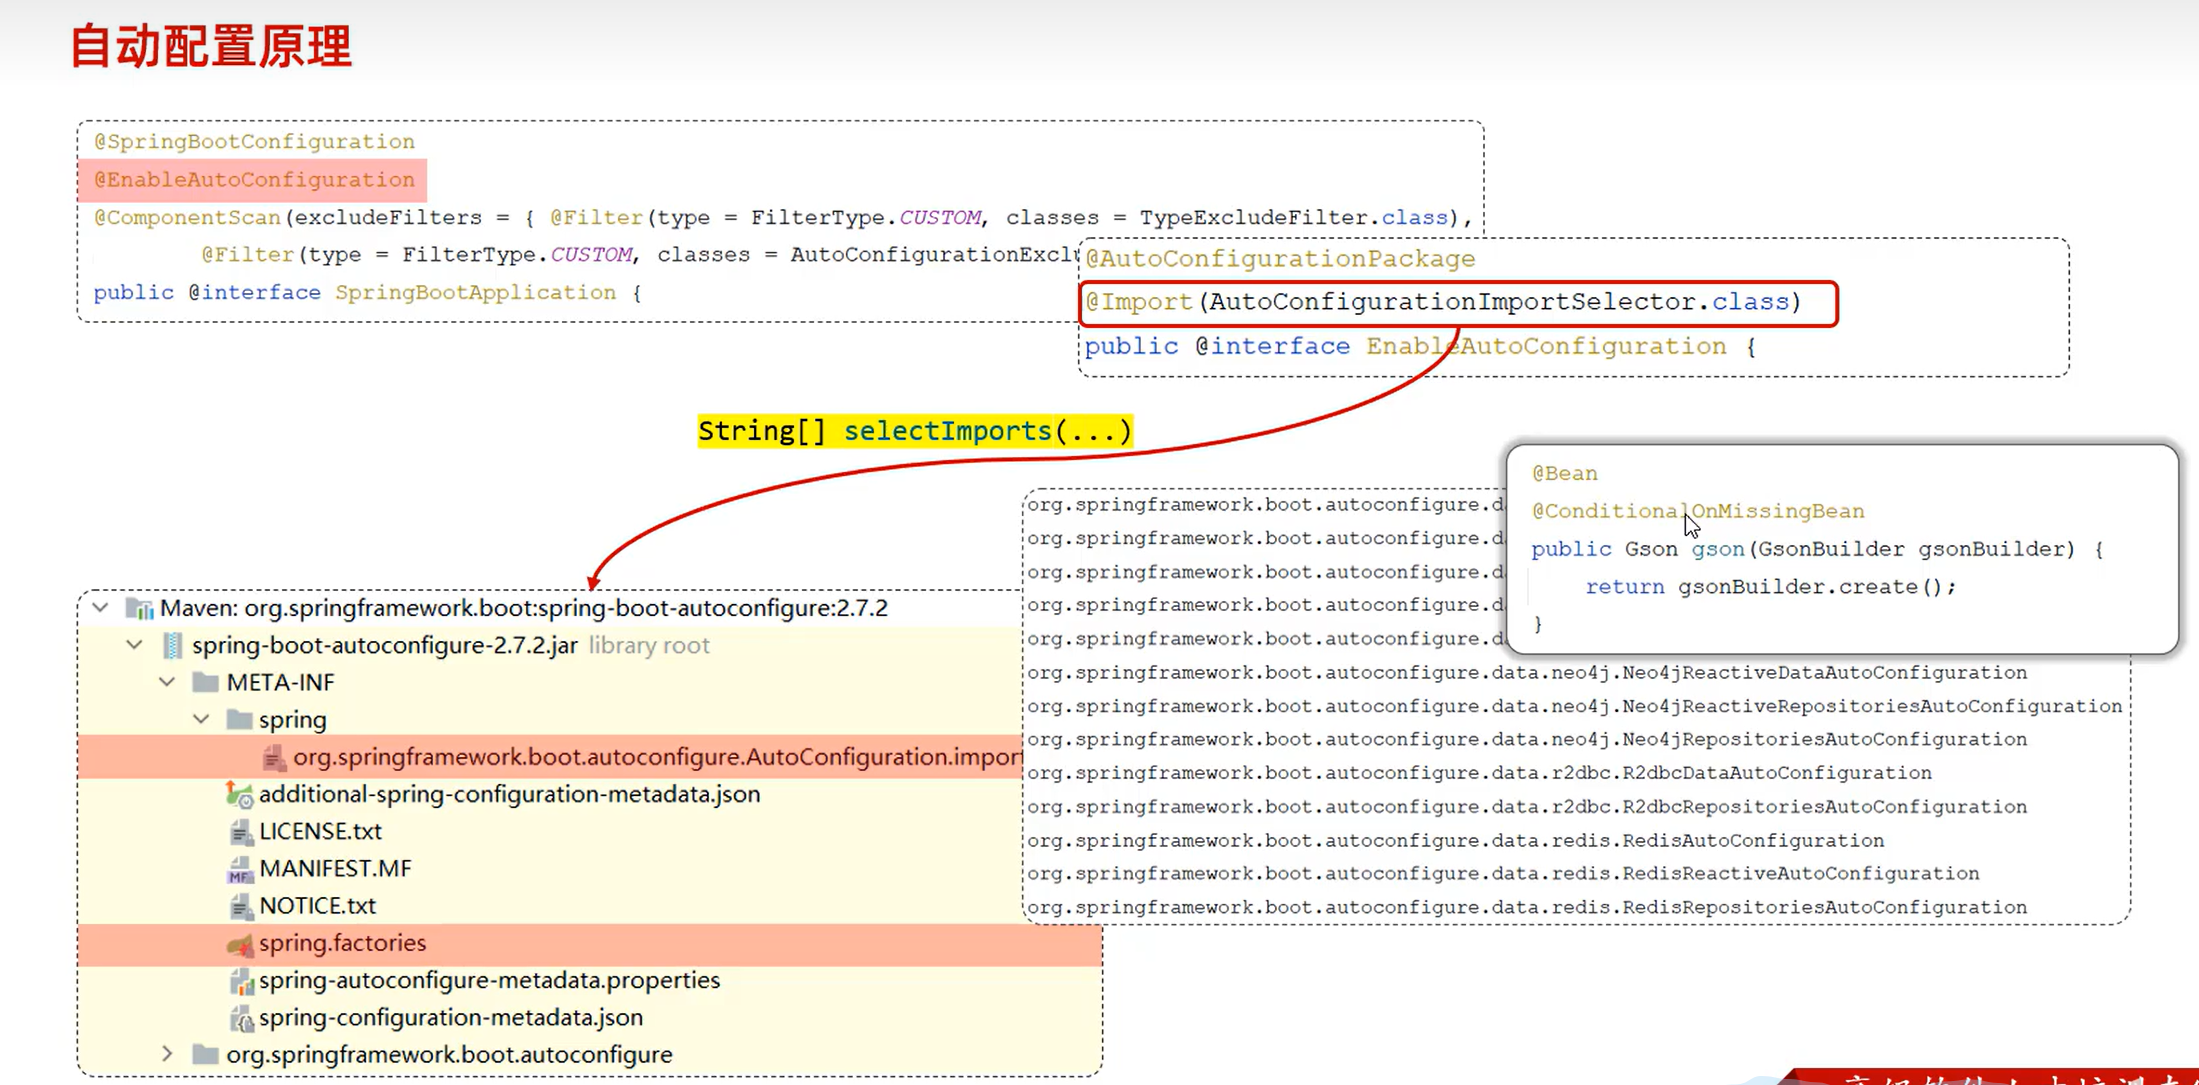 自动配置原理
@SpringBootConfiguration
@EnableAutoConfiguration
@ComponentScan(excludeFilters = { @Filter(type = FilterType.CUSTOM, classes = TypeExcludeFilter.class),
@Filter(type = FilterType.CUSTOM, classes = AutoConfigurationExcl
public @interface SpringBootApplication {
@AutoConfigurationPackage
@Import(AutoConfigurationImportSelector.class)
public @interface EnableAutoConfiguration {
String[] selectImports(...)
@Bean
@ConditionalOnMissingBean
public Gson gson(GsonBuilder gsonBuilder) {
return gsonBuilder.create();
}
Maven: org.springframework.boot:spring-boot-autoconfigure:2.7.2
spring-boot-autoconfigure-2.7.2.jar library root
META-INF
spring
org.springframework.boot.autoconfigure.AutoConfiguration.import
additional-spring-configuration-metadata.json
LICENSE.txt
MANIFEST.MF
NOTICE.txt
spring.factories
spring-autoconfigure-metadata.properties
spring-configuration-metadata.json
org.springframework.boot.autoconfigure
org.springframework.boot.autoconfigure.d
org.springframework.boot.autoconfigure.d
org.springframework.boot.autoconfigure.d
org.springframework.boot.autoconfigure.d
org.springframework.boot.autoconfigure.d
org.springframework.boot.autoconfigure.data.neo4j.Neo4jReactiveDataAutoConfiguration
org.springframework.boot.autoconfigure.data.neo4j.Neo4jReactiveRepositoriesAutoConfiguration
org.springframework.boot.autoconfigure.data.neo4j.Neo4jRepositoriesAutoConfiguration
org.springframework.boot.autoconfigure.data.r2dbc.R2dbcDataAutoConfiguration
org.springframework.boot.autoconfigure.data.r2dbc.R2dbcRepositoriesAutoConfiguration
org.springframework.boot.autoconfigure.data.redis.RedisAutoConfiguration
org.springframework.boot.autoconfigure.data.redis.RedisReactiveAutoConfiguration
org.springframework.boot.autoconfigure.data.redis.RedisRepositoriesAutoConfiguration